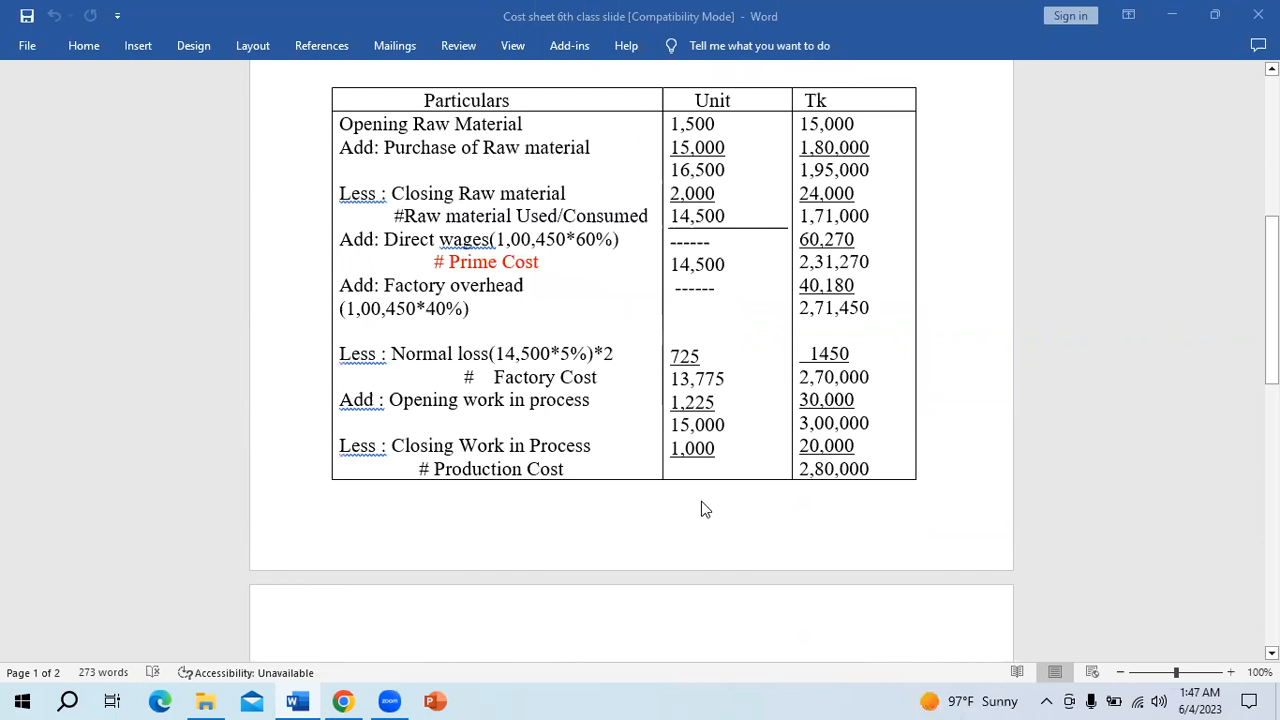 Cost sheet 6th class slide [Compatibility Mode] - Word
Sign in
File Home Insert Design Layout References Mailings Review View Add-ins Help Tell me what you want to do
Particulars Unit Tk
Opening Raw Material 1,500 15,000
Add: Purchase of Raw material 15,000 1,80,000
16,500 1,95,000
Less : Closing Raw material 2,000 24,000
#Raw material Used/Consumed 14,500 1,71,000
Add: Direct wages(1,00,450*60%) ------ 60,270
# Prime Cost 14,500 2,31,270
Add: Factory overhead ------ 40,180
(1,00,450*40%) 2,71,450
Less : Normal loss(14,500*5%)*2 725 1450
# Factory Cost 13,775 2,70,000
Add : Opening work in process 1,225 30,000
15,000 3,00,000
Less : Closing Work in Process 1,000 20,000
# Production Cost 2,80,000
Page 1 of 2 273 words Accessibility: Unavailable 100%
zoom
97°F Sunny
1:47 AM
6/4/2023